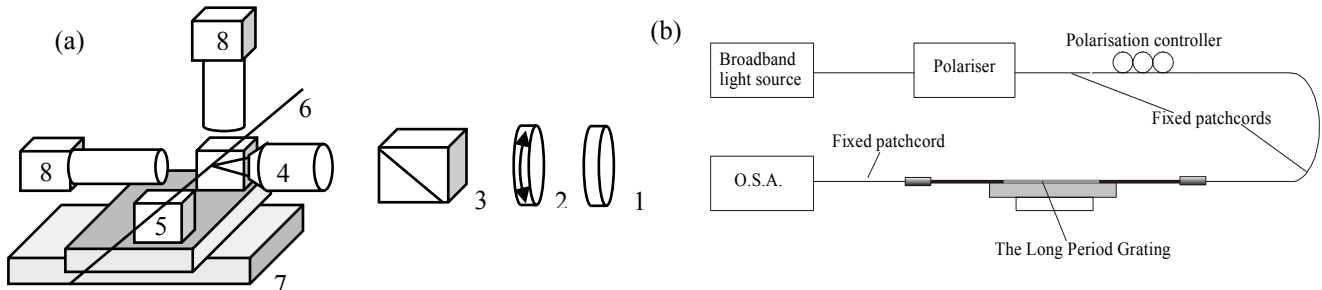 (a)
8
6
8
4
5
3
2
1
7
(b)
Polarisation controller
Broadband
light source
Polariser
Fixed patchcords
Fixed patchcord
O.S.A.
The Long Period Grating